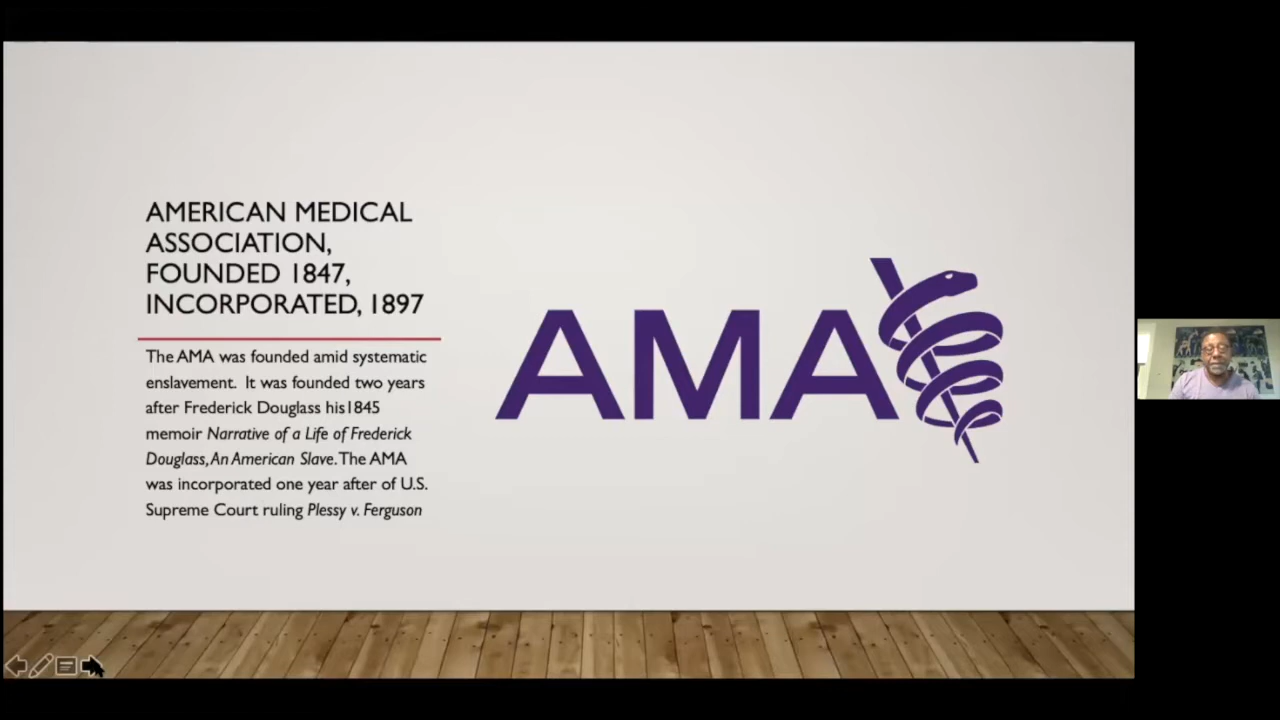 AMERICAN MEDICAL
ASSOCIATION,
FOUNDED 1847,
INCORPORATED, 1897
The AMA was founded amid systematic
enslavement. It was founded two years
after Frederick Douglass his1845
memoir Narrative of a Life of Frederick
Douglass, An American Slave. The AMA
was incorporated one year after of U.S.
Supreme Court ruling Plessy v. Ferguson
AMA